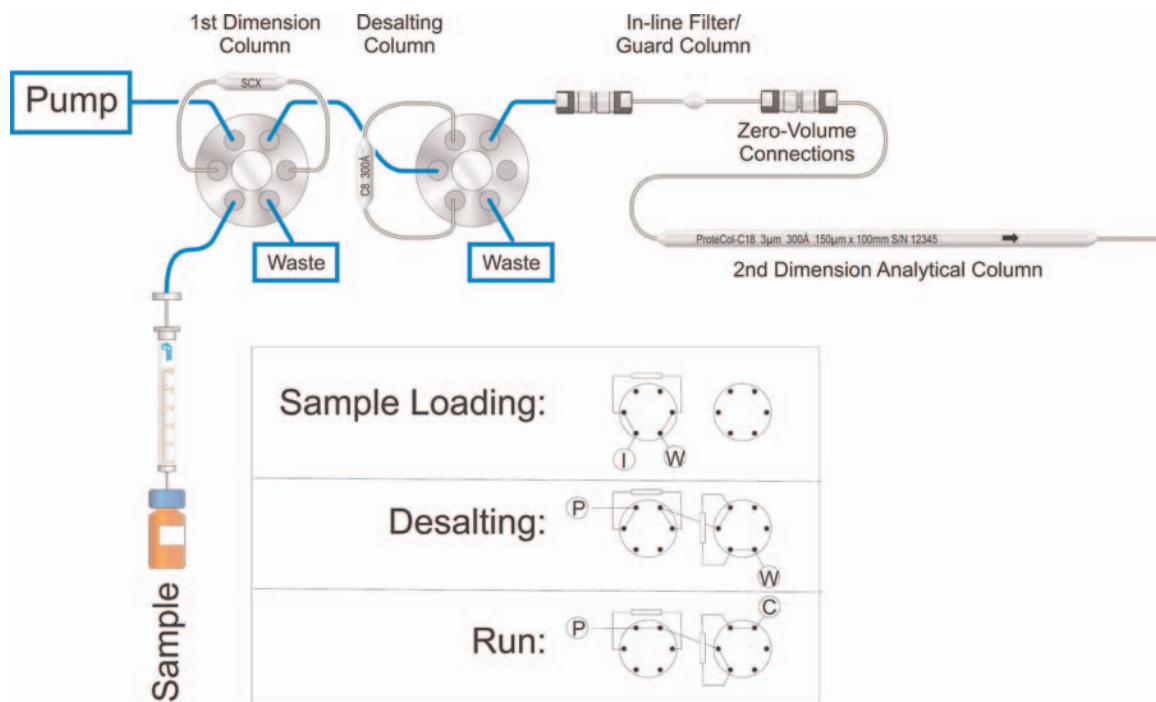 1st Dimension
Column
Desalting
Column
In-line Filter/
Guard Column
Pump
SCX
C8 300Å
Zero-Volume
Connections
Waste
Waste
ProteCol-C18 3µm 300Å 150µm x 100mm S/N 12345
2nd Dimension Analytical Column
Sample
Sample Loading:
I W
Desalting:
P
W
Run:
P
C